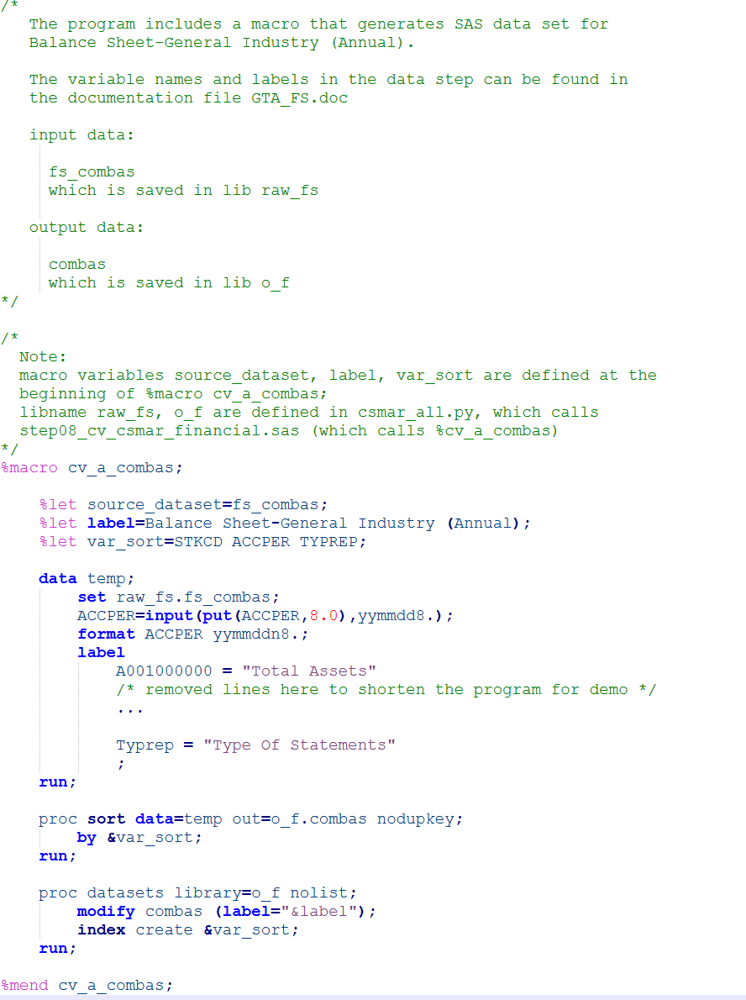 /*
The program includes a macro that generates SAS data set for
Balance Sheet-General Industry (Annual).
The variable names and labels in the data step can be found in
the documentation file GTA_FS.doc
input data:
fs_combas
which is saved in lib raw_fs
output data:
combas
which is saved in lib o_f
*/
/*
Note:
macro variables source_dataset, label, var_sort are defined at the
beginning of %macro cv_a_combas;
libname raw_fs, o_f are defined in csmar_all.py, which calls
step08_cv_csmar_financial.sas (which calls %cv_a_combas)
*/
%macro cv_a_combas;
%let source_dataset=fs_combas;
%let label=Balance Sheet-General Industry (Annual);
%let var_sort=STKCD ACCPER TYPREP;
data temp;
set raw_fs.fs_combas;
ACCPER=input(put(ACCPER,8.0),yymmdd8.);
format ACCPER yymmddn8.;
label
A001000000 = "Total Assets"
/* removed lines here to shorten the program for demo */
...
Typrep = "Type Of Statements"
;
run;
proc sort data=temp out=o_f.combas nodupkey;
by &var_sort;
run;
proc datasets library=o_f nolist;
modify combas (label="&label");
index create &var_sort;
run;
%mend cv_a_combas;